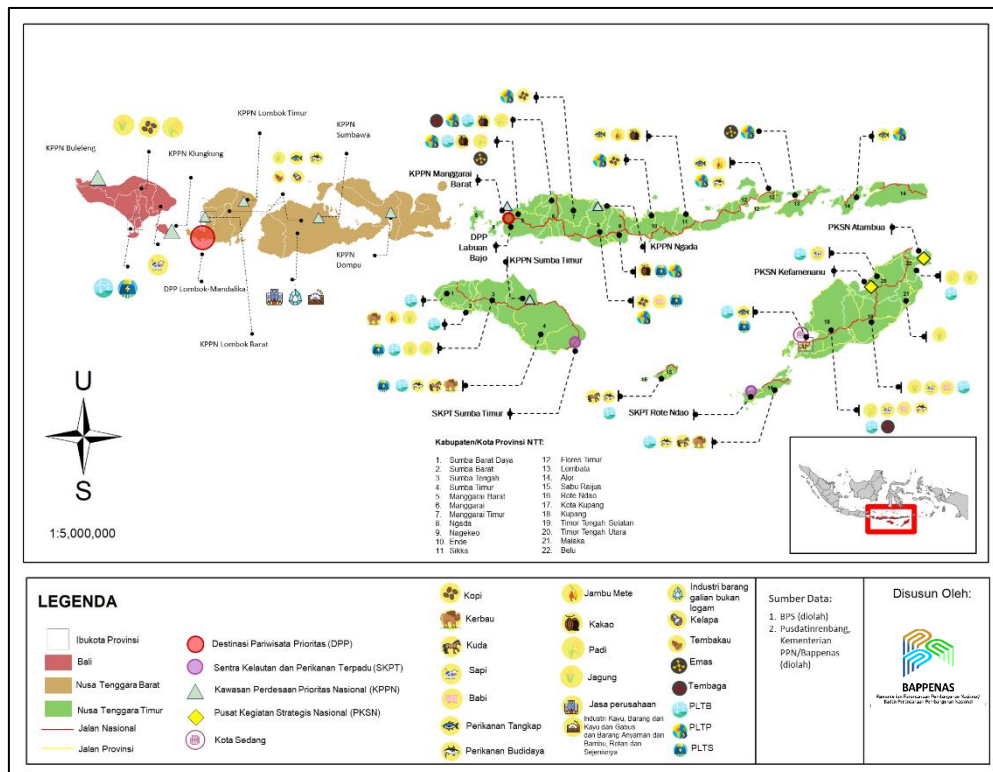 KPPN Buleleng
KPPN Klungkung
KPPN Lombok Timur
KPPN
Sumbawa
DPP Lombok-Mandalika
KPPN Lombok Barat
KPPN
Dompu
KPPN Manggarai
Barat
DPP
Labuan
Bajo
KPPN Sumba Timur
KPPN Ngada
PKSN Atambua
PKSN Kefamenanu
SKPT Sumba Timur
SKPT Rote Ndao
U
S
1:5,000,000
Kabupaten/Kota Provinsi NTT:
1. Sumba Barat Daya
2. Sumba Barat
3. Sumba Tengah
4. Sumba Timur
5. Manggarai Barat
6. Manggarai
7. Manggarai Timur
8. Ngada
9. Nagekeo
10. Ende
11. Sikka
12. Flores Timur
13. Lembata
14. Alor
15. Sabu Raijua
16. Rote Ndao
17. Kota Kupang
18. Kupang
19. Timor Tengah Selatan
20. Timor Tengah Utara
21. Malaka
22. Belu
LEGENDA
Ibukota Provinsi
Bali
Nusa Tenggara Barat
Nusa Tenggara Timur
Jalan Nasional
Jalan Provinsi
Destinasi Pariwisata Prioritas (DPP)
Sentra Kelautan dan Perikanan Terpadu (SKPT)
Kawasan Perdesaan Prioritas Nasional (KPPN)
Pusat Kegiatan Strategis Nasional (PKSN)
Kota Sedang
Kopi
Kerbau
Kuda
Sapi
Babi
Perikanan Tangkap
Perikanan Budidaya
Jambu Mete
Kakao
Padi
Jagung
Jasa perusahaan
Industri Kayu, Barang dan
Kayu dan Gabus
dan Barang Anyaman dan
Bambu, Rotan dan
Sejenisnya
Industri barang
galian bukan
logam
Kelapa
Tembakau
Emas
Tembaga
PLTB
PLTP
PLTS
Sumber Data:
1. BPS (diolah)
2. Pusdatinrenbang,
Kementerian
PPN/Bappenas
(diolah)
Disusun Oleh:
BAPPENAS
Kementerian Perencanaan Pembangunan Nasional/
Badan Perencanaan Pembangunan Nasional